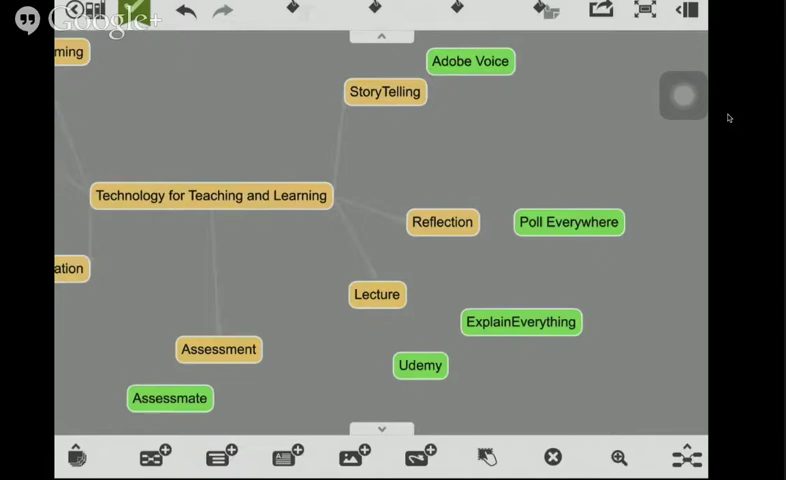 Google+
ming
Adobe Voice
StoryTelling
Technology for Teaching and Learning
Reflection
Poll Everywhere
ation
Lecture
ExplainEverything
Assessment
Udemy
Assessmate